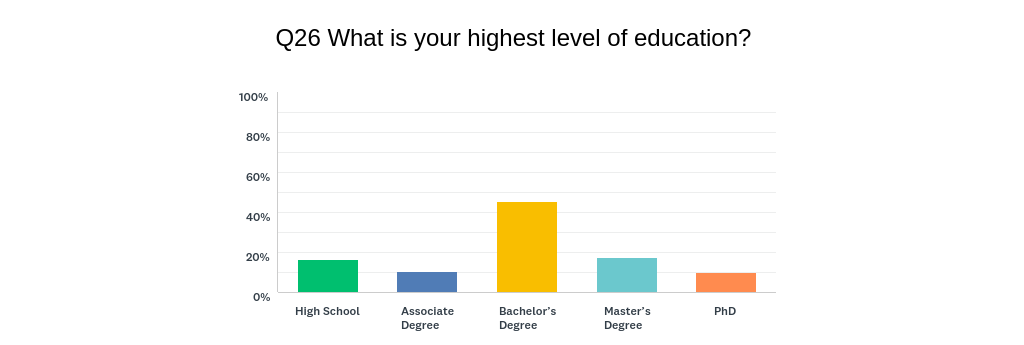 Q26 What is your highest level of education?
100%
80%
60%
40%
20%
0%
High School
Associate
Degree
Bachelor's
Degree
Master's
Degree
PhD